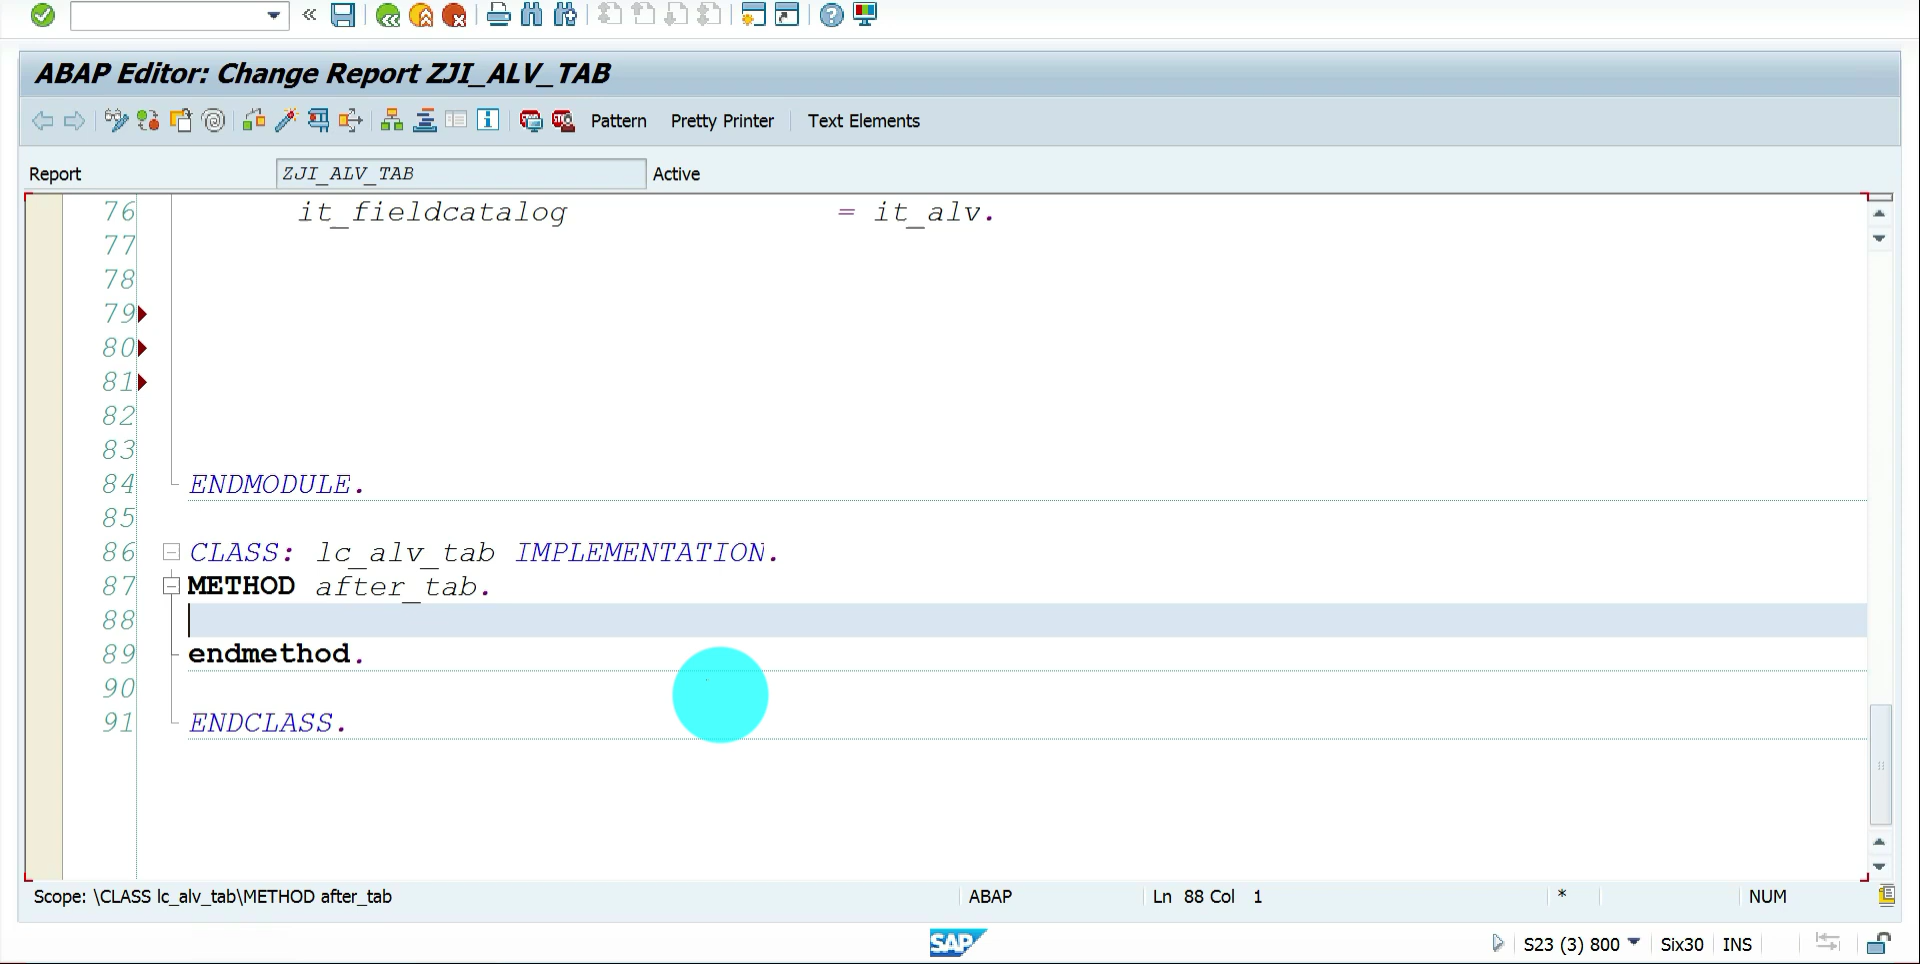 ABAP Editor: Change Report ZJI_ALV_TAB
Pattern Pretty Printer Text Elements
Report ZJI_ALV_TAB Active
76 it_fieldcatalog = it_alv.
77
78
79
80
81
82
83
84 ENDMODULE.
85
86 CLASS: lc_alv_tab IMPLEMENTATION.
87 METHOD after_tab.
88
89 endmethod.
90
91 ENDCLASS.
Scope: \CLASS lc_alv_tab\METHOD after_tab ABAP Ln 88 Col 1 * NUM
SAP S23 (3) 800 Six30 INS